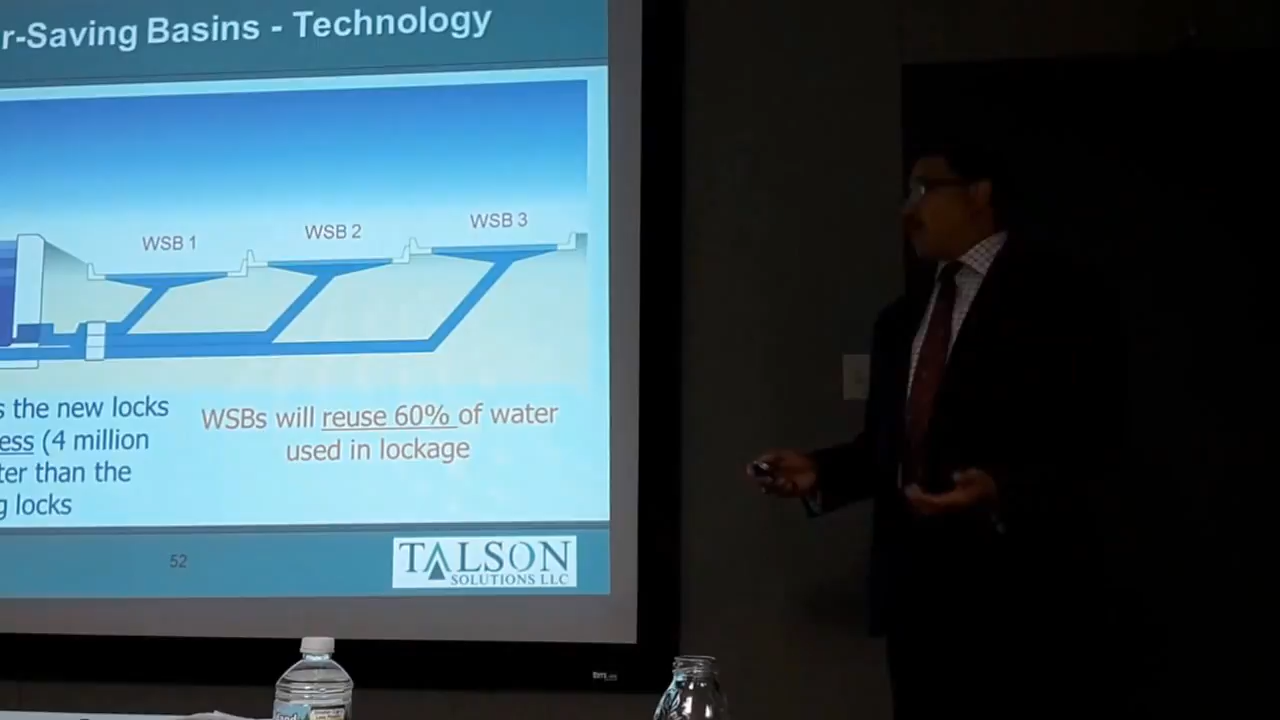 r-Saving Basins - Technology
WSB 1
WSB 2
WSB 3
s the new locks
ess (4 million
ter than the
g locks
WSBs will reuse 60% of water
used in lockage
52
TALSON
SOLUTIONS LLC